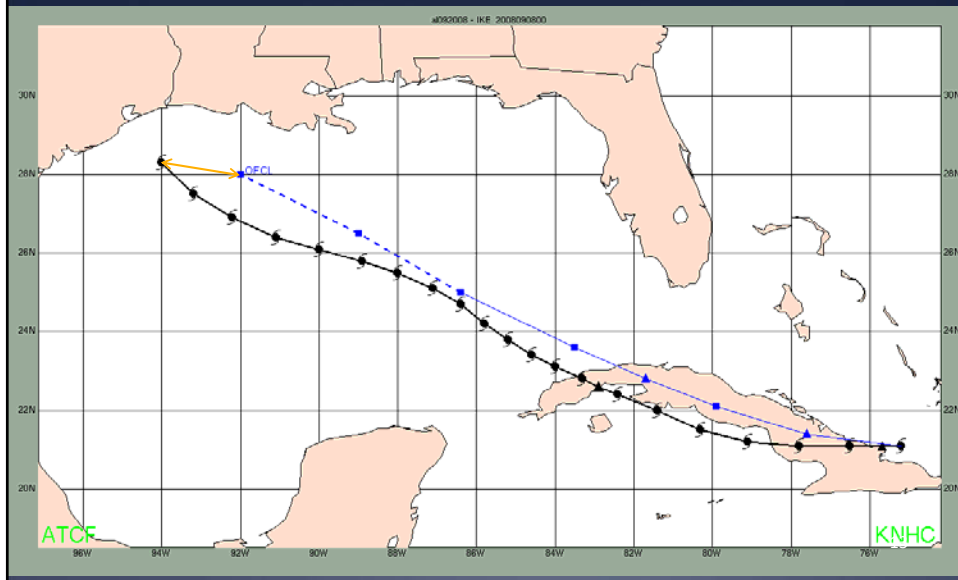 al092008 - IKE 2008090800
30N 30N
28N OFCL 28N
26N 26N
24N 24N
22N 22N
20N 20N
ATCF KNHC
96W 94W 92W 90W 88W 86W 84W 82W 80W 78W 76W